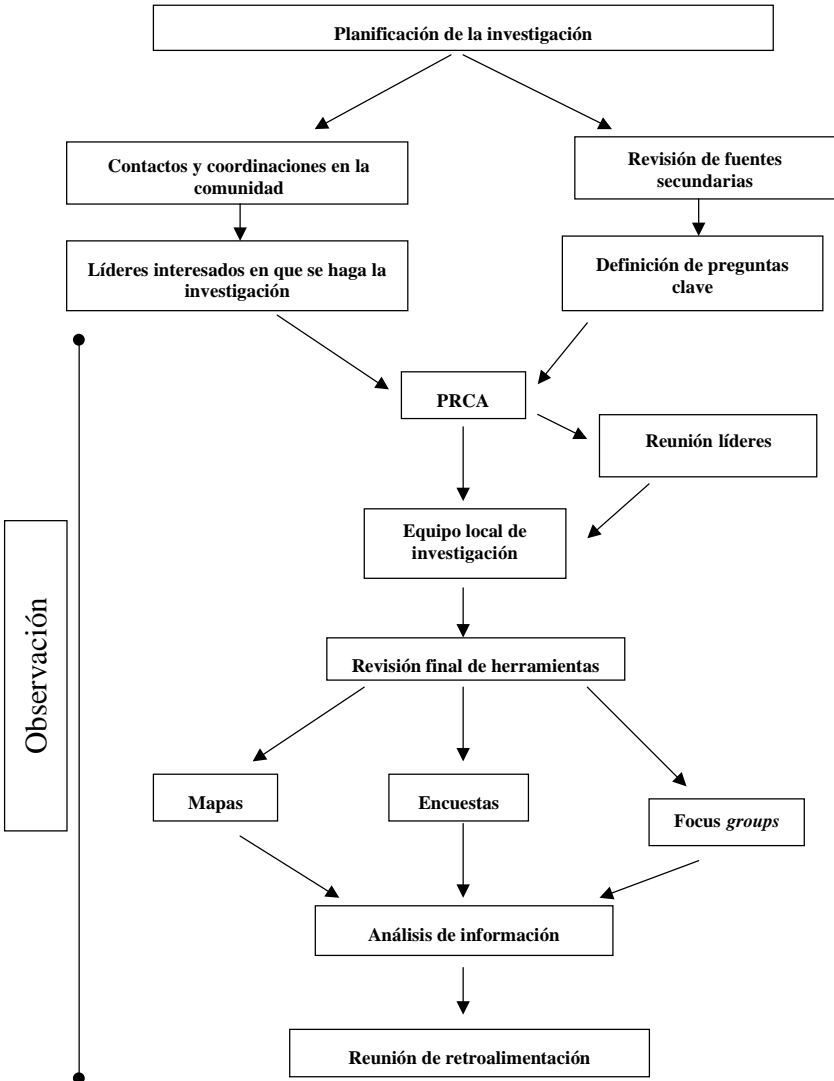 Planificación de la investigación
Contactos y coordinaciones en la
comunidad
Revisión de fuentes
secundarias
Líderes interesados en que se haga la
investigación
Definición de preguntas
clave
PRCA
Reunión líderes
Equipo local de
investigación
Observación
Revisión final de herramientas
Mapas
Encuestas
Focus groups
Análisis de información
Reunión de retroalimentación